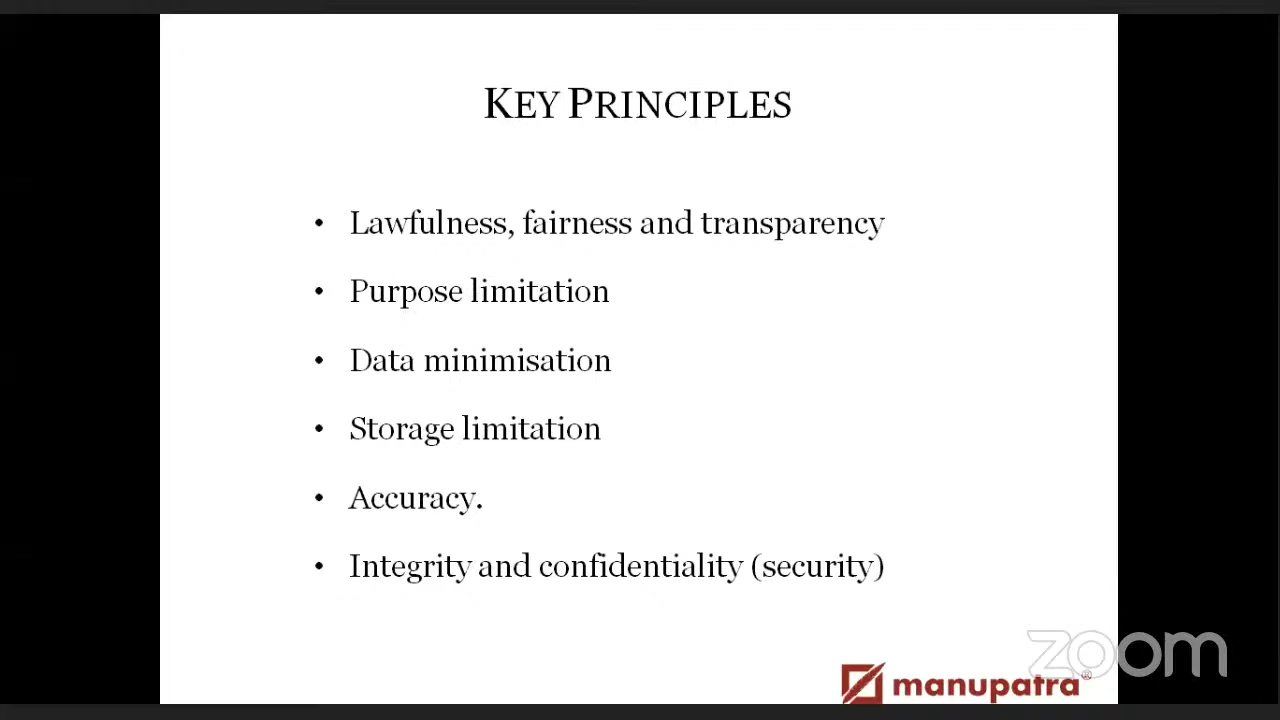 KEY PRINCIPLES
• Lawfulness, fairness and transparency
• Purpose limitation
• Data minimisation
• Storage limitation
• Accuracy.
• Integrity and confidentiality (security)
zoom
manupatra®